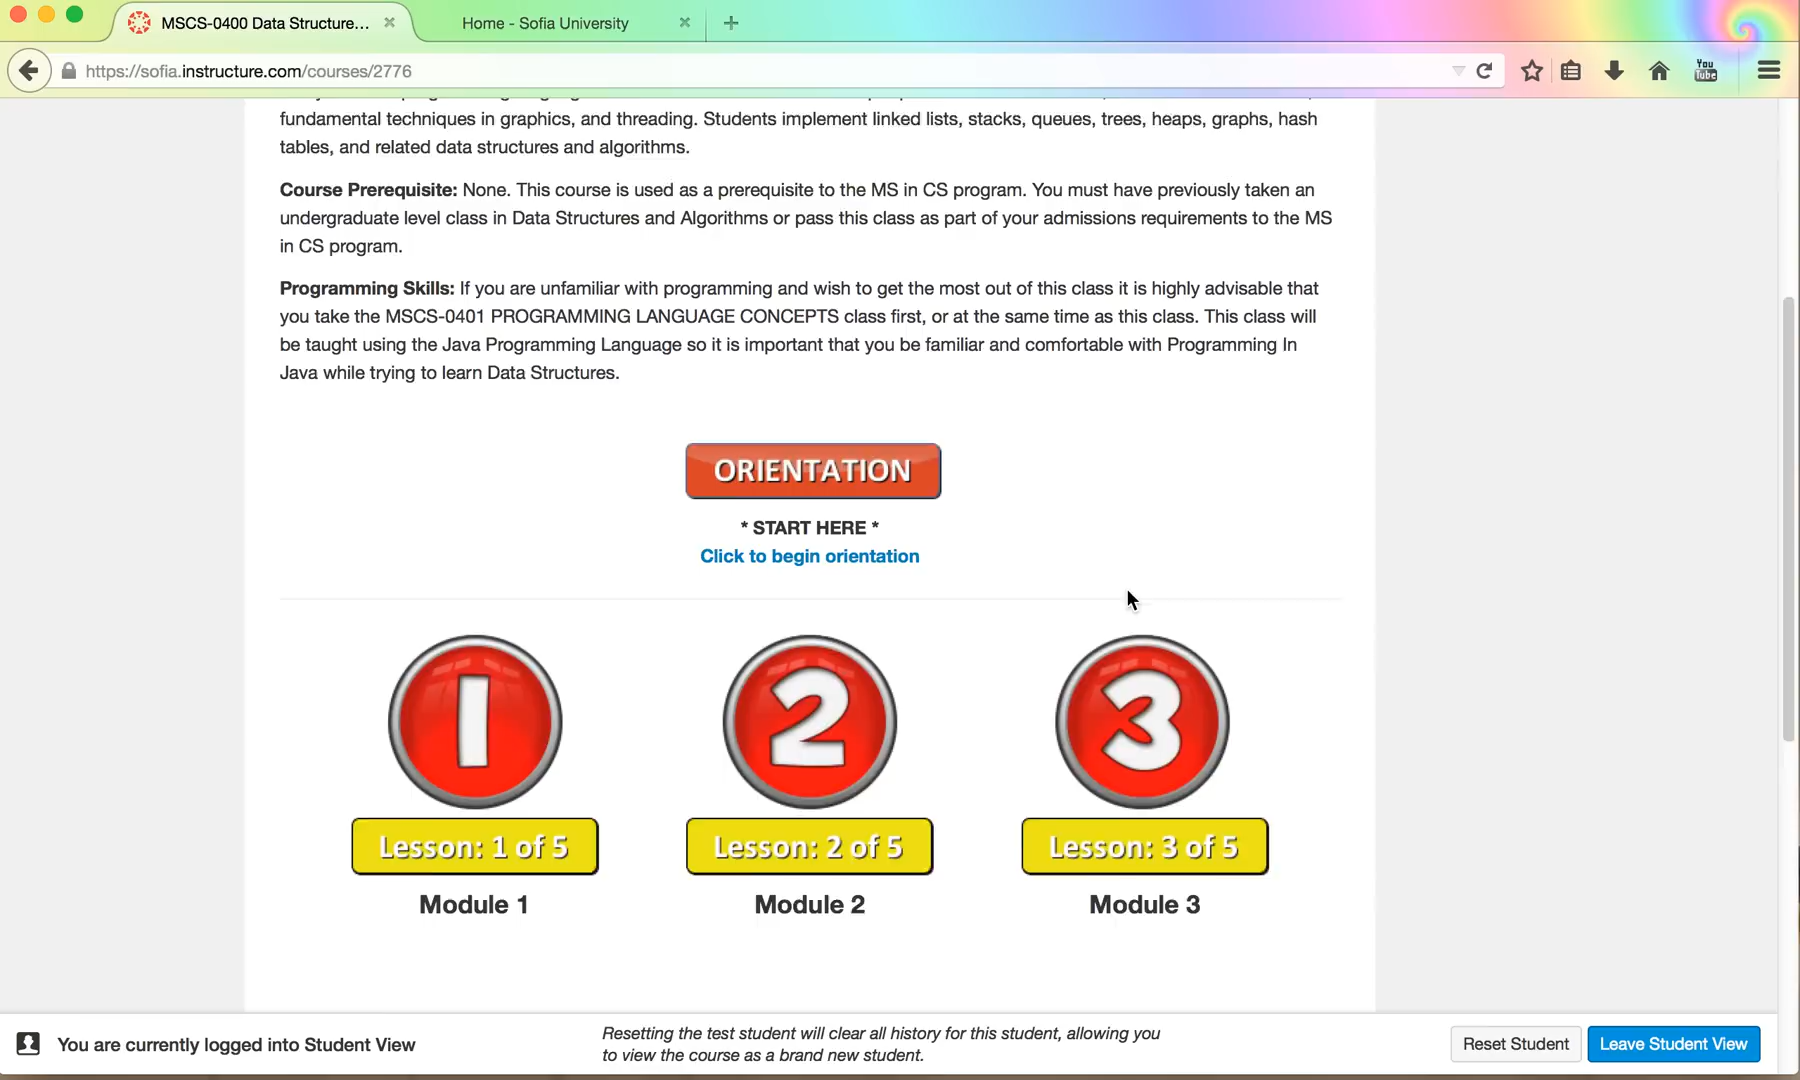 MSCS-0400 Data Structure...
Home - Sofia University
https://sofia.instructure.com/courses/2776
You Tube
fundamental techniques in graphics, and threading. Students implement linked lists, stacks, queues, trees, heaps, graphs, hash
tables, and related data structures and algorithms.
Course Prerequisite: None. This course is used as a prerequisite to the MS in CS program. You must have previously taken an
undergraduate level class in Data Structures and Algorithms or pass this class as part of your admissions requirements to the MS
in CS program.
Programming Skills: If you are unfamiliar with programming and wish to get the most out of this class it is highly advisable that
you take the MSCS-0401 PROGRAMMING LANGUAGE CONCEPTS class first, or at the same time as this class. This class will
be taught using the Java Programming Language so it is important that you be familiar and comfortable with Programming In
Java while trying to learn Data Structures.
ORIENTATION
* START HERE *
Click to begin orientation
1 2 3
Lesson: 1 of 5 Lesson: 2 of 5 Lesson: 3 of 5
Module 1 Module 2 Module 3
You are currently logged into Student View
Resetting the test student will clear all history for this student, allowing you
to view the course as a brand new student.
Reset Student
Leave Student View